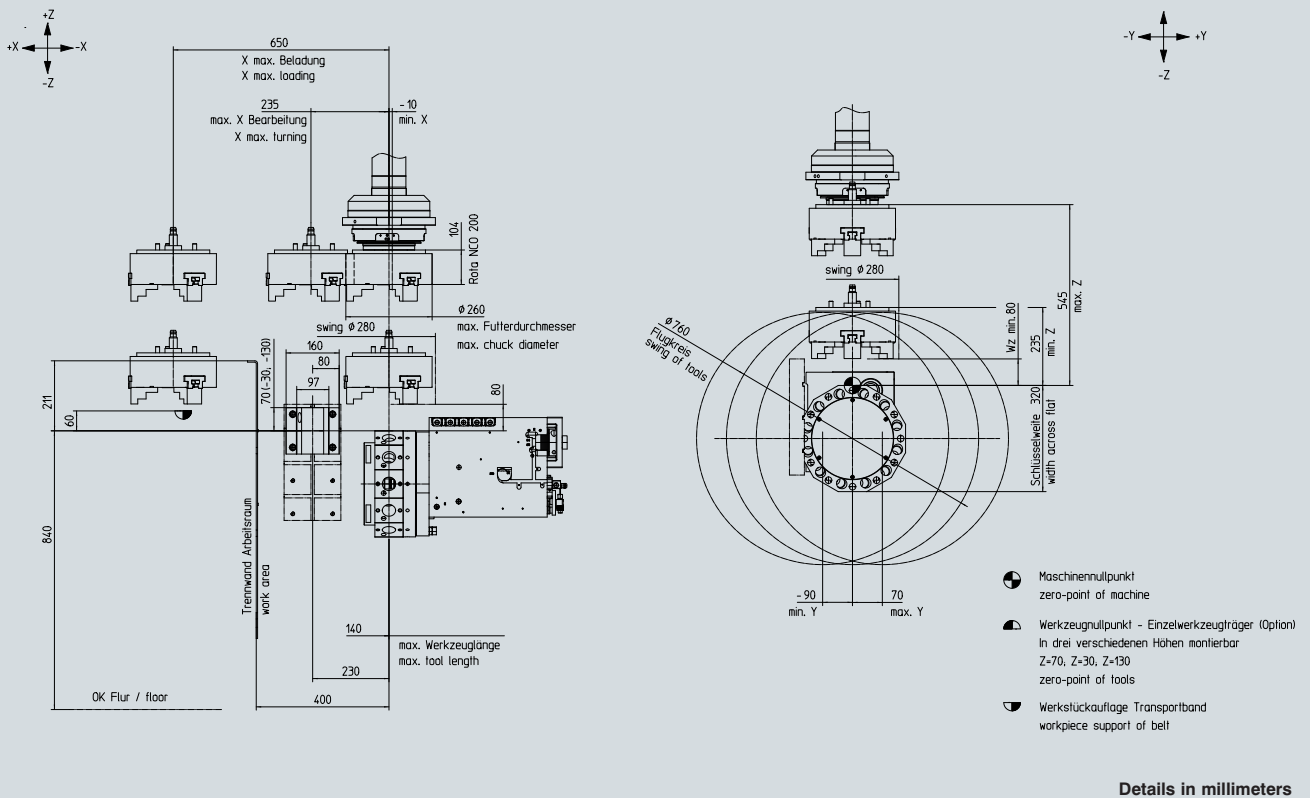 +Z
+X
-X
-Z
650
X max. Beladung
X max. loading
235
max. X Bearbeitung
X max. turning
-10
min. X
104
Rota NCO 200
Ø260
max. Futterdurchmesser
max. chuck diameter
swing Ø280
160
80
97
70 (-30, -130)
80
211
60
840
Trennwand Arbeitsraum
work area
140
max. Werkzeuglänge
max. tool length
230
400
OK Flur / floor
-Y
+Y
-Z
swing Ø280
545
max. Z
Wz min. 80
235
min. Z
Ø760
Flugkreis
swing of tools
Schlüsselweite 320
width across flat
-90
min. Y
70
max. Y
Maschinennullpunkt
zero-point of machine
Werkzeugnullpunkt - Einzelwerkzeugträger (Option)
In drei verschiedenen Höhen montierbar
Z=70; Z=30, Z=130
zero-point of tools
Werkstückauflage Transportband
workpiece support of belt
Details in millimeters